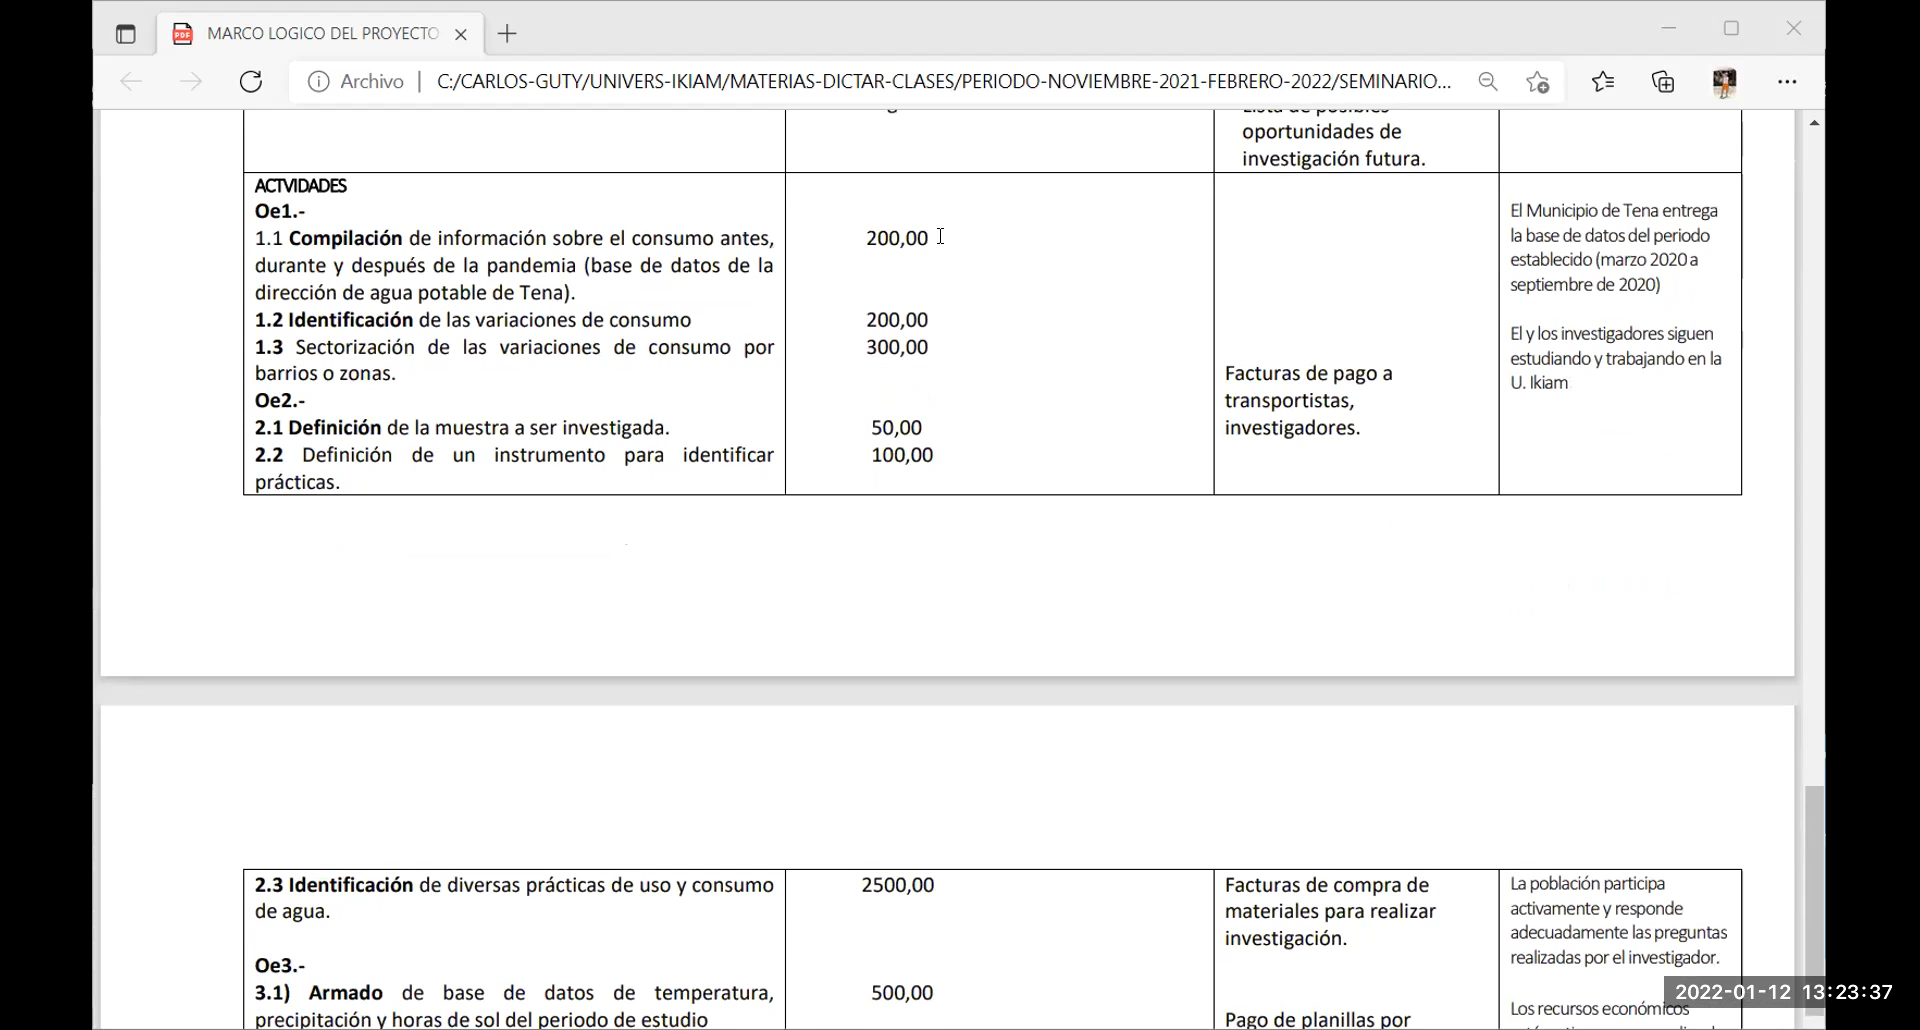 MARCO LOGICO DEL PROYECTO
Archivo | C:/CARLOS-GUTY/UNIVERS-IKIAM/MATERIAS-DICTAR-CLASES/PERIODO-NOVIEMBRE-2021-FEBRERO-2022/SEMINARIO...
oportunidades de
investigación futura.
ACTVIDADES
Oe1.-
1.1 Compilación de información sobre el consumo antes,
durante y después de la pandemia (base de datos de la
dirección de agua potable de Tena).
1.2 Identificación de las variaciones de consumo
1.3 Sectorización de las variaciones de consumo por
barrios o zonas.
Oe2.-
2.1 Definición de la muestra a ser investigada.
2.2 Definición de un instrumento para identificar
prácticas.
200,00
200,00
300,00
50,00
100,00
Facturas de pago a
transportistas,
investigadores.
El Municipio de Tena entrega
la base de datos del periodo
establecido (marzo 2020 a
septiembre de 2020)
El y los investigadores siguen
estudiando y trabajando en la
U. Ikiam
2.3 Identificación de diversas prácticas de uso y consumo
de agua.
Oe3.-
3.1) Armado de base de datos de temperatura,
precipitación y horas de sol del periodo de estudio
2500,00
500,00
Facturas de compra de
materiales para realizar
investigación.
Pago de planillas por
La población participa
activamente y responde
adecuadamente las preguntas
realizadas por el investigador.
Los recursos económicos
2022-01-12 13:23:37